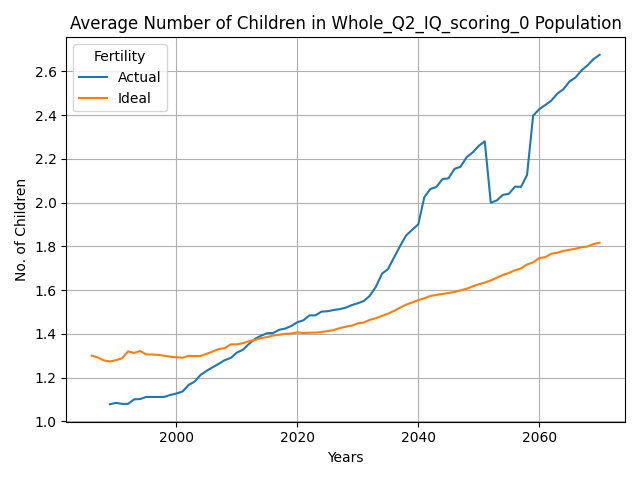 Average Number of Children in Whole_Q2_IQ_scoring_0 Population
Fertility
Actual
Ideal
No. of Children
2.6
2.4
2.2
2.0
1.8
1.6
1.4
1.2
1.0
2000
2020
2040
2060
Years